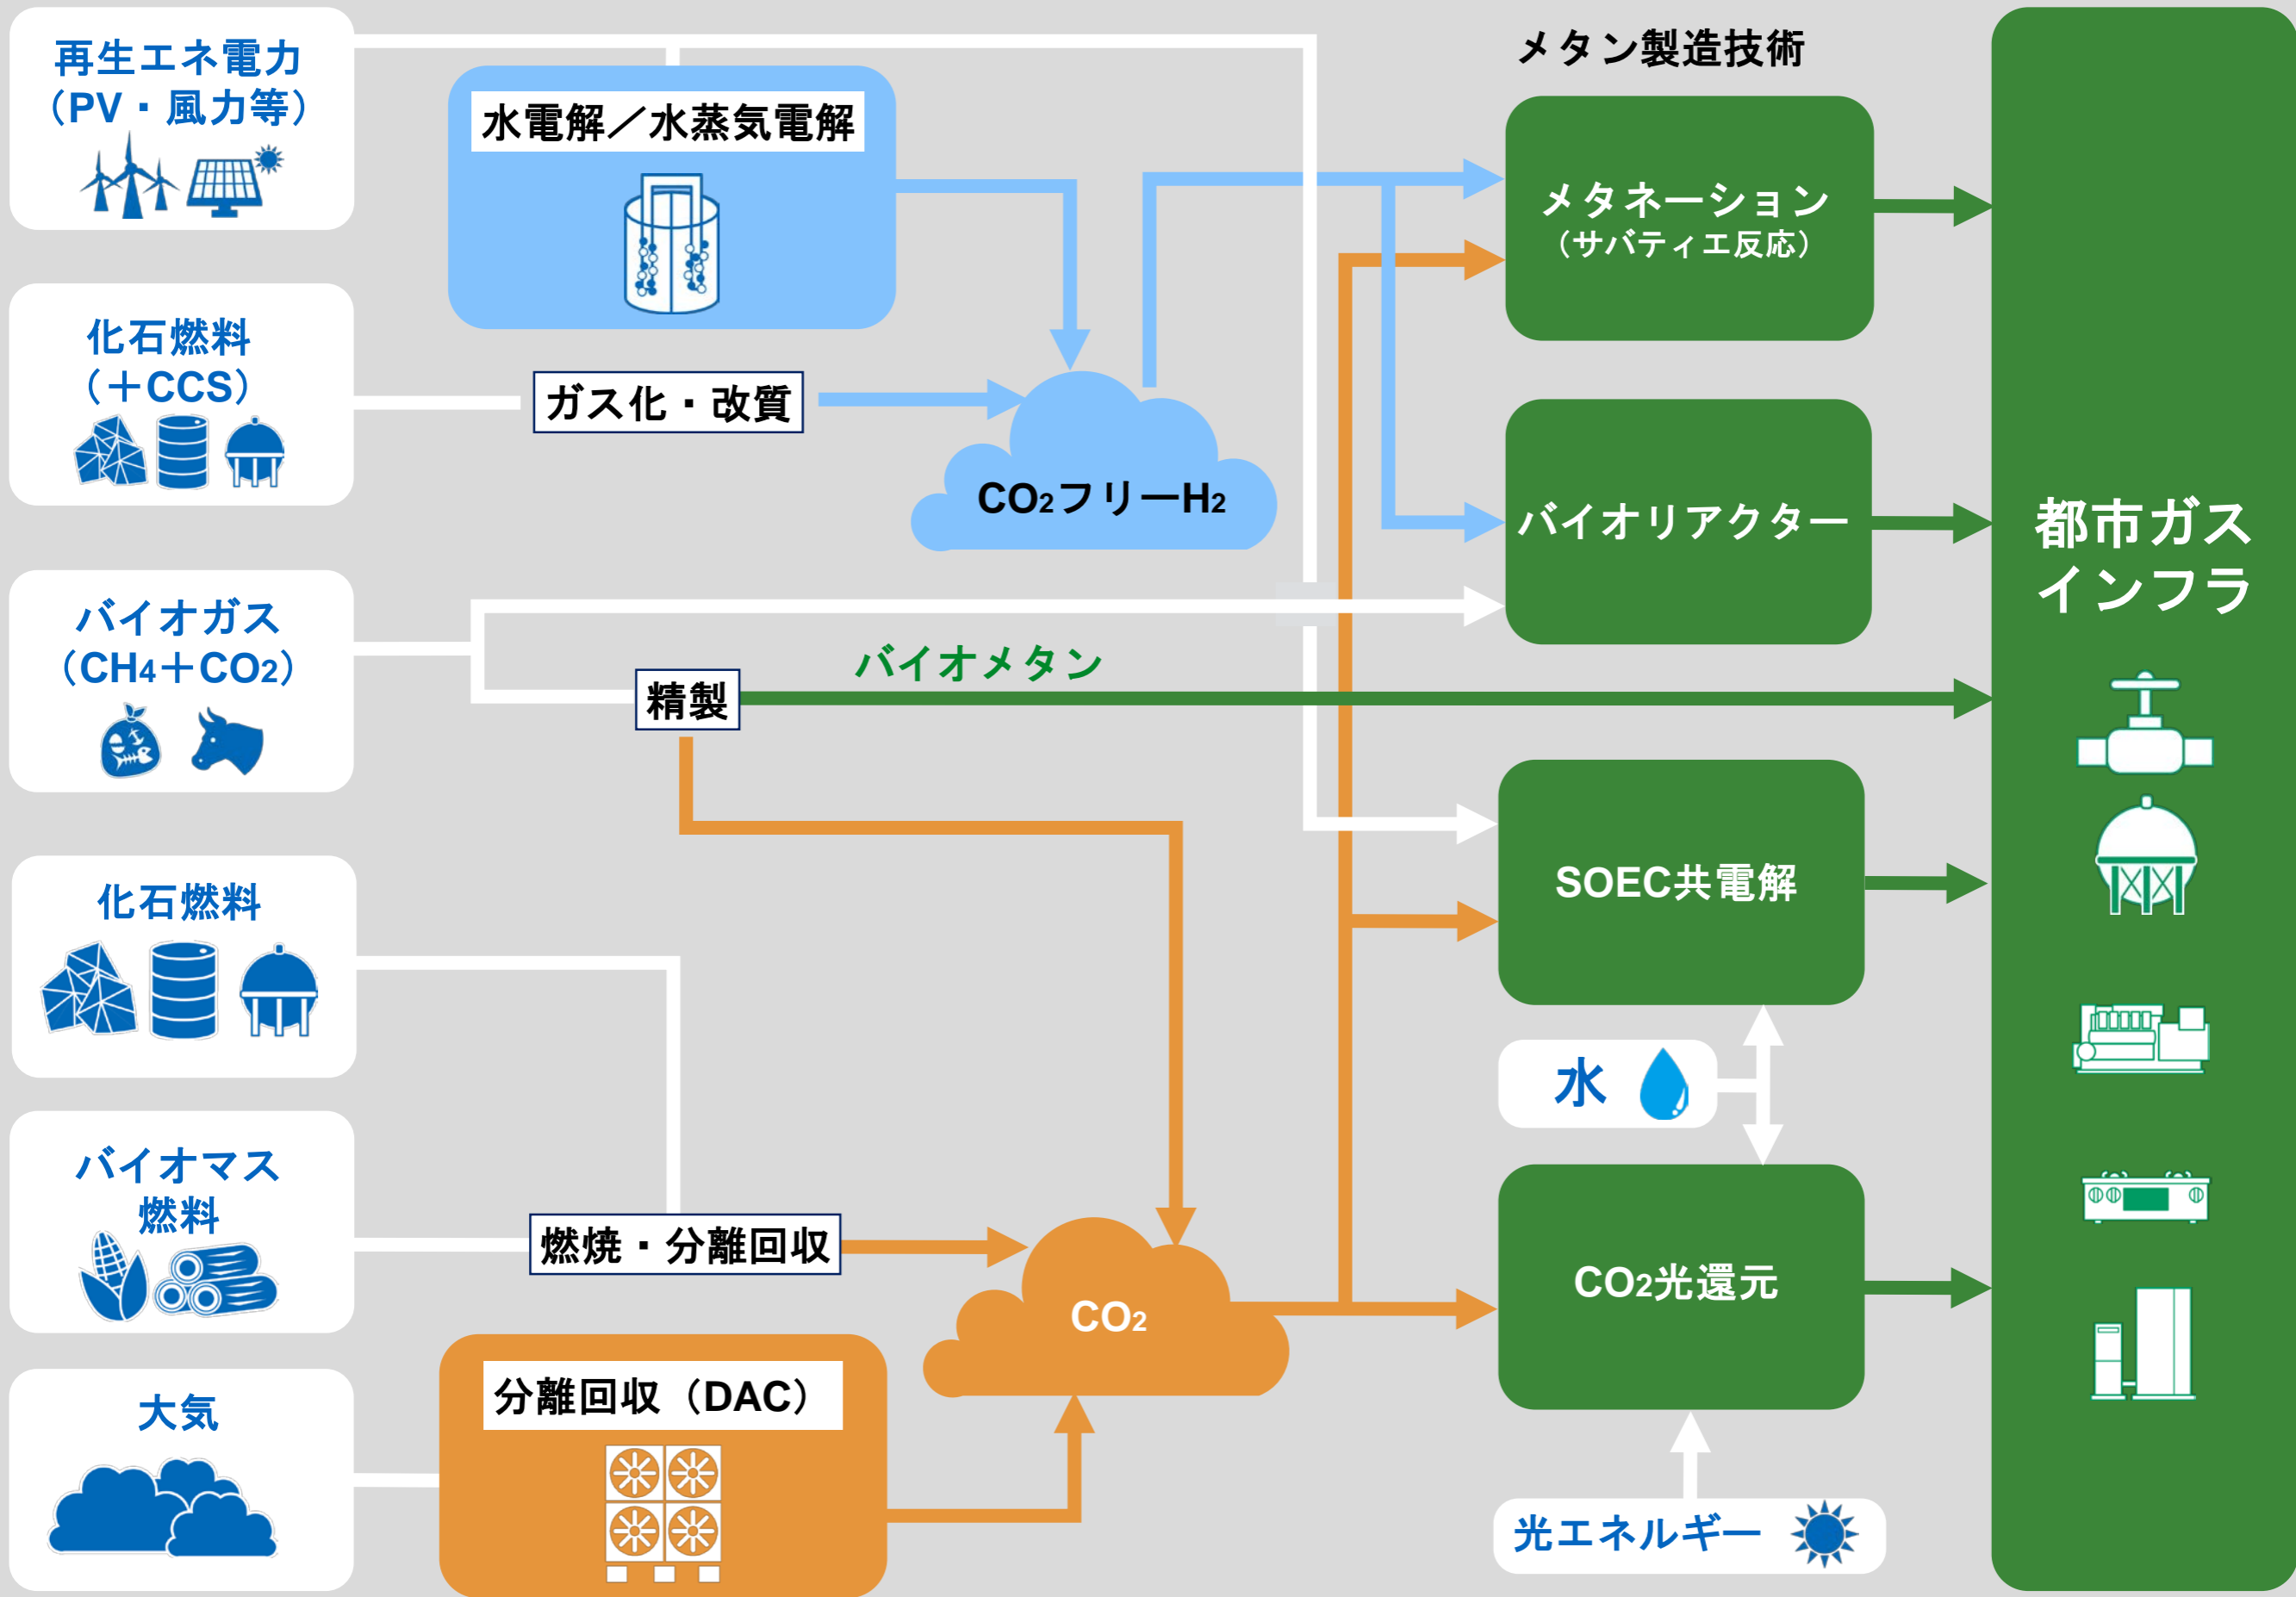 再生エネ電力
（PV・風力等）
化石燃料
（＋CCS）
バイオガス
（CH4＋CO2）
化石燃料
バイオマス
燃料
大気
水電解／水蒸気電解
ガス化・改質
CO2フリーH2
バイオメタン
精製
燃焼・分離回収
CO2
分離回収（DAC）
メタン製造技術
メタネーション
（サバティエ反応）
バイオリアクター
SOEC共電解
水
CO2光還元
光エネルギー
都市ガス
インフラ